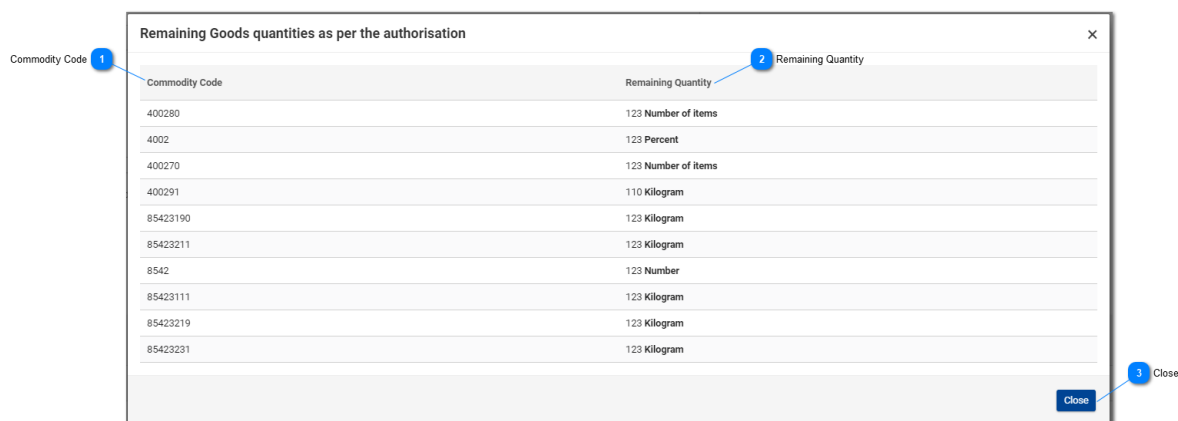 Remaining Goods quantities as per the authorisation ×
Commodity Code 1
2 Remaining Quantity
Commodity Code Remaining Quantity
400280 123 Number of items
4002 123 Percent
400270 123 Number of items
400291 110 Kilogram
85423190 123 Kilogram
85423211 123 Kilogram
8542 123 Number
85423111 123 Kilogram
85423219 123 Kilogram
85423231 123 Kilogram
3 Close
Close